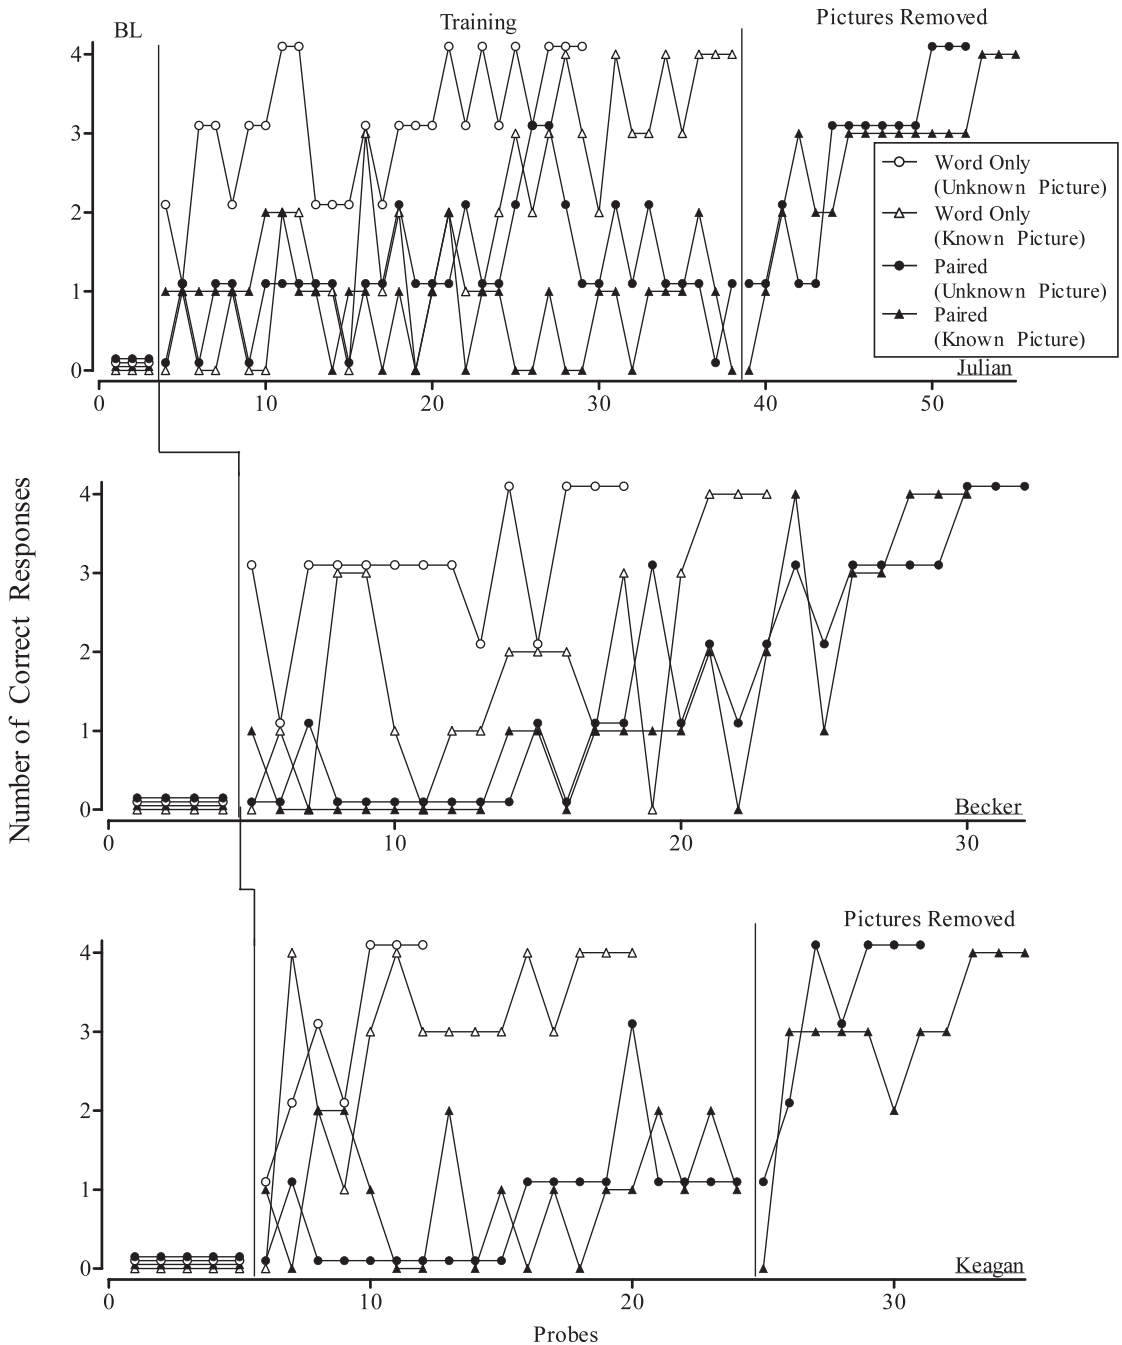 BL
Training
Pictures Removed
4
3
2
1
0
Word Only
(Unknown Picture)
Word Only
(Known Picture)
Paired
(Unknown Picture)
Paired
(Known Picture)
Julian
0 10 20 30 40 50
Number of Correct Responses
4
3
2
1
0
Becker
0 10 20 30
Pictures Removed
4
3
2
1
0
Keagan
0 10 20 30
Probes